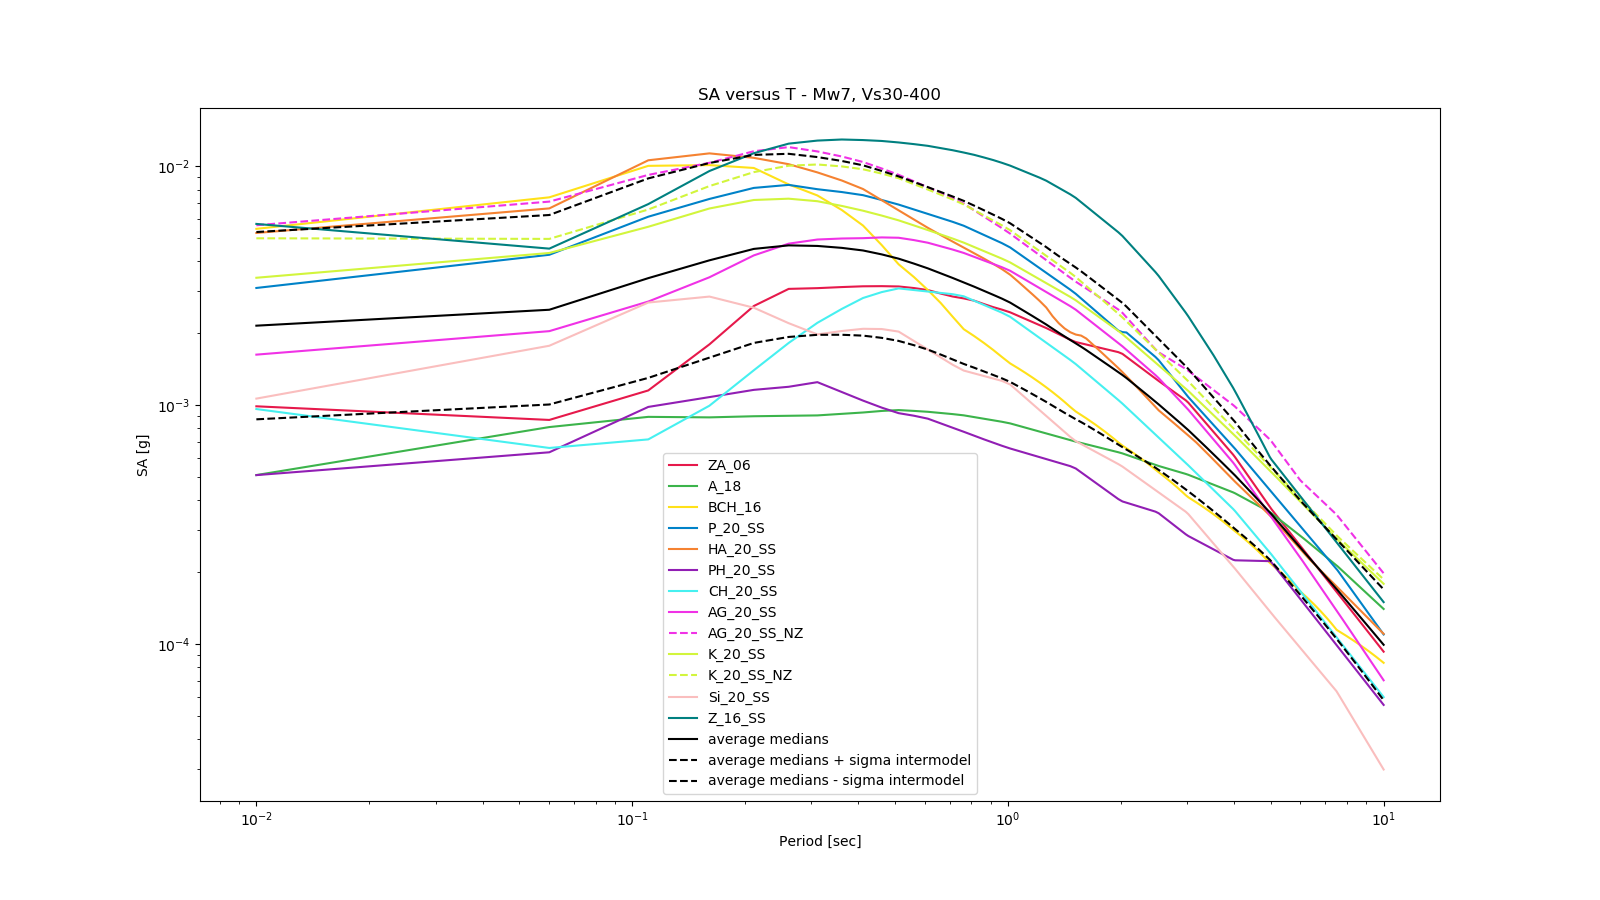 SA versus T - Mw7, Vs30-400
SA [g]
10⁻²
10⁻³
10⁻⁴
ZA_06
A_18
BCH_16
P_20_SS
HA_20_SS
PH_20_SS
CH_20_SS
AG_20_SS
AG_20_SS_NZ
K_20_SS
K_20_SS_NZ
Si_20_SS
Z_16_SS
average medians
average medians + sigma intermodel
average medians - sigma intermodel
10⁻² 10⁻¹ 10⁰ 10¹
Period [sec]